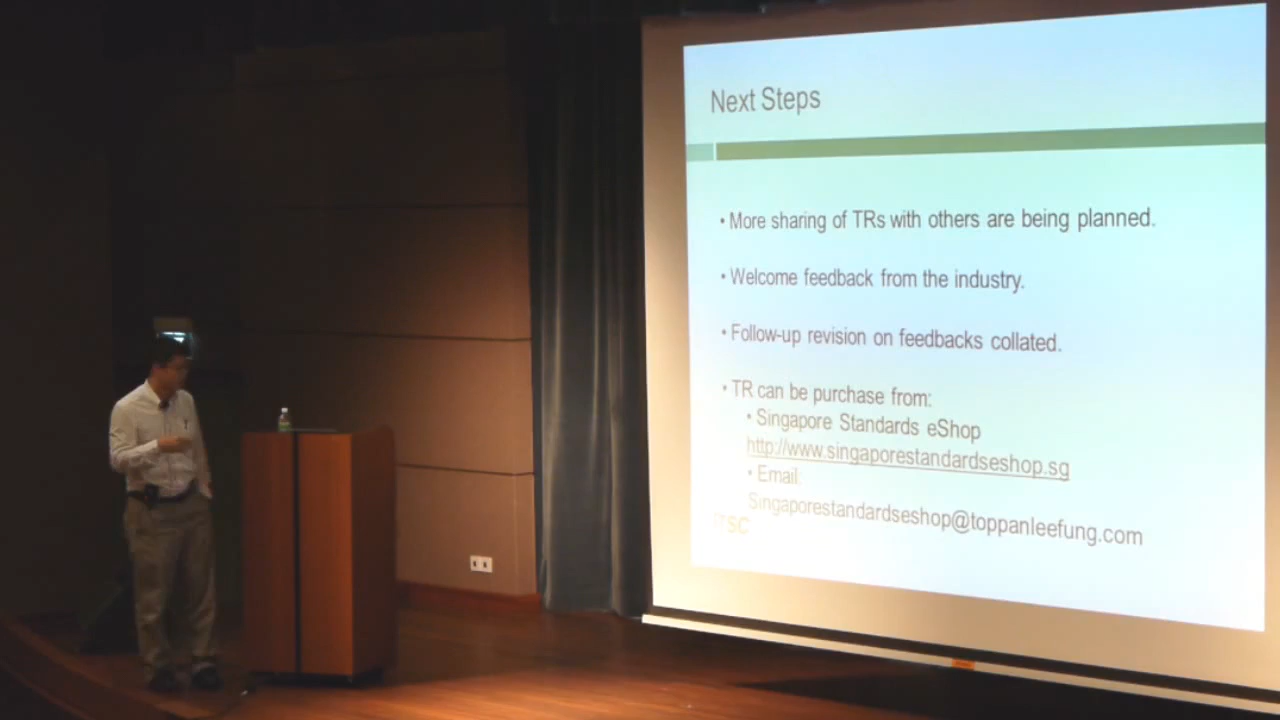 Next Steps
• More sharing of TRs with others are being planned.
• Welcome feedback from the industry.
• Follow-up revision on feedbacks collated.
• TR can be purchase from:
• Singapore Standards eShop
http://www.singaporestandardseshop.sg
• Email:
Singaporestandardseshop@toppanleefung.com
ITSC